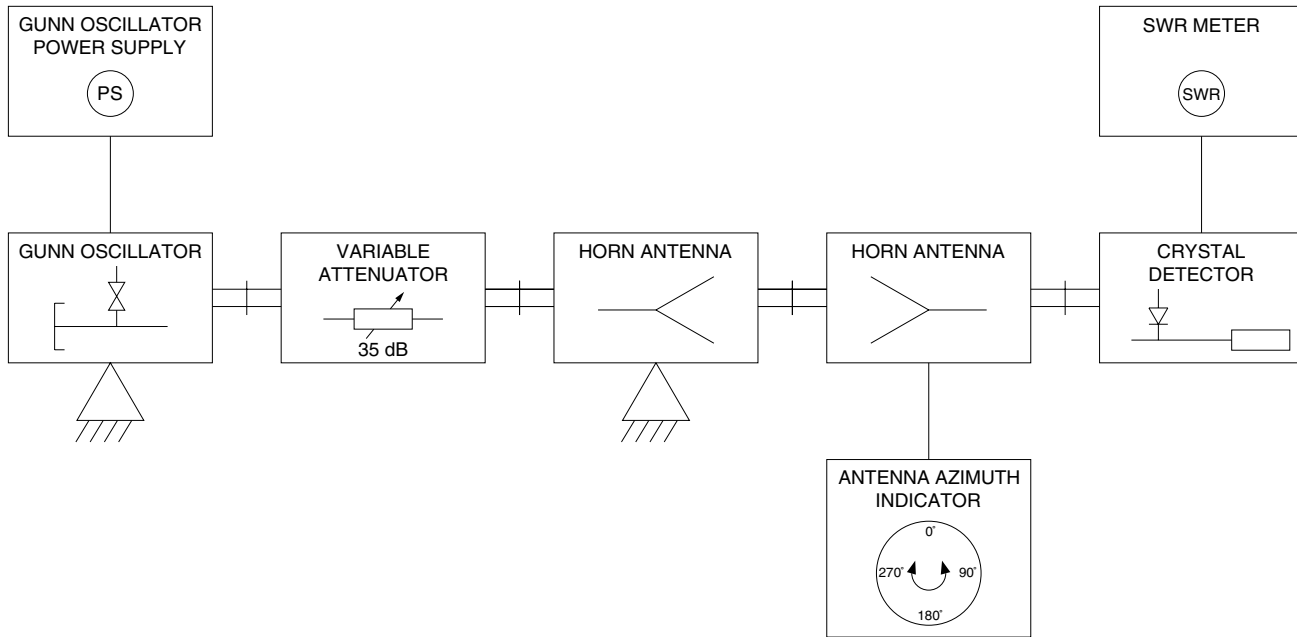 GUNN OSCILLATOR
POWER SUPPLY
PS
SWR METER
SWR
GUNN OSCILLATOR
VARIABLE
ATTENUATOR
35 dB
HORN ANTENNA
HORN ANTENNA
CRYSTAL
DETECTOR
ANTENNA AZIMUTH
INDICATOR
0°
270° 90°
180°